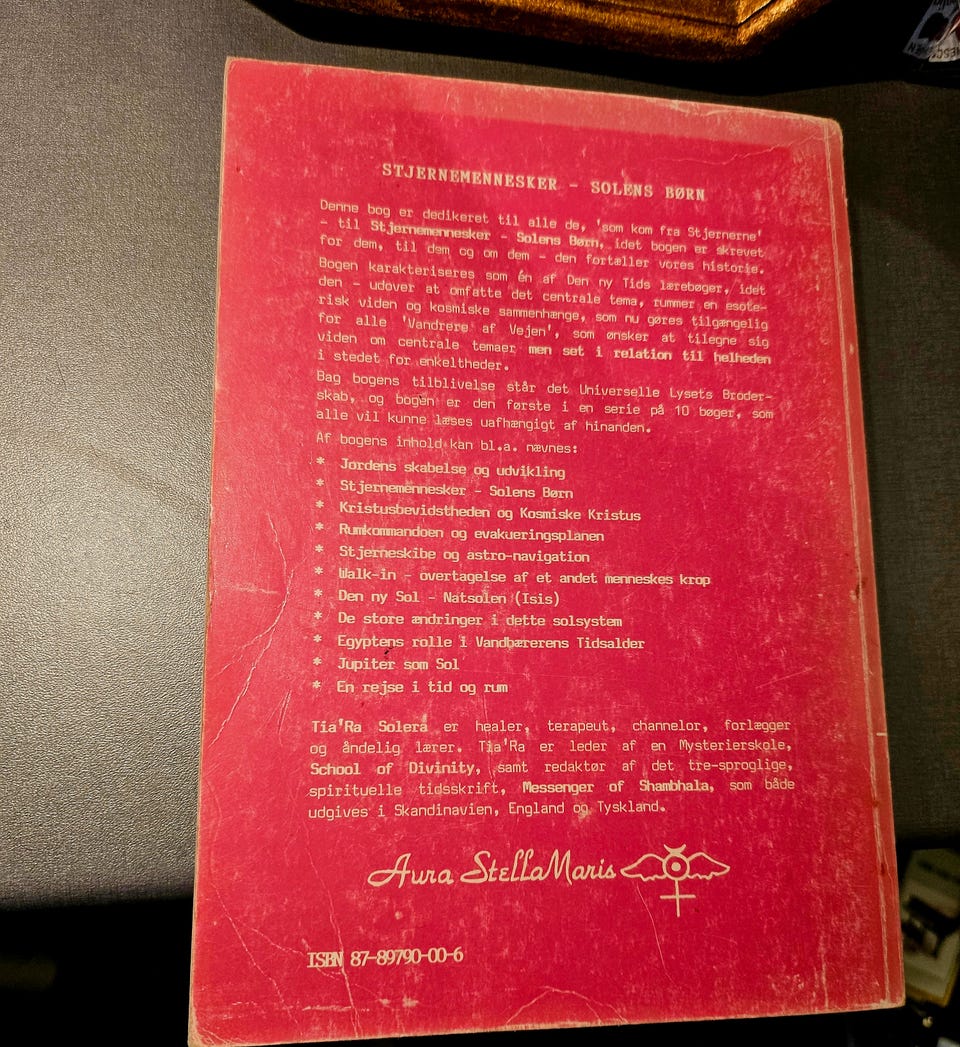 STJERNEMENNESKER - SOLENS BØRN
Denne bog er dedikeret til alle de, 'som kom fra Stjernerne'
- til Stjernemennesker - Solens Børn, idet bogen er skrevet
for dem, til dem og om dem - den fortæller vores historie.
Bogen karakteriseres som én af Den ny Tids lærebøger, idet
den - udover at omfatte det centrale tema, rummer en esote-
risk viden og kosmiske sammenhænge, som nu gøres tilgængelig
for alle 'Vandrere af Vejen', som ønsker at tilegne sig
viden om centrale temaer men set i relation til helheden
i stedet for enkeltheder.
Bag bogens tilblivelse står det Universelle Lysets Broder-
skab, og bogen er den første i en serie på 10 bøger, som
alle vil kunne læses uafhængigt af hinanden.
Af bogens inhold kan bl.a. nævnes:
* Jordens skabelse og udvikling
* Stjernemennesker - Solens Børn
* Kristusbevidstheden og Kosmiske Kristus
* Rumkommandoen og evakueringsplanen
* Stjerneskibe og astro-navigation
* Walk-in - overtagelse af et andet menneskes krop
* Den ny Sol - Natsolen (Isis)
* De store ændringer i dette solsystem
* Egyptens rolle i Vandbærerens Tidsalder
* Jupiter som Sol
* En rejse i tid og rum
Tia'Ra Solera er healer, terapeut, channelor, forlægger
og åndelig lærer. Tia'Ra er leder af en Mysterierskole,
School of Divinity, samt redaktør af det tre-sproglige,
spirituelle tidsskrift, Messenger of Shambhala, som både
udgives i Skandinavien, England og Tyskland.
Aura StellaMaris
ISBN 87-89790-00-6